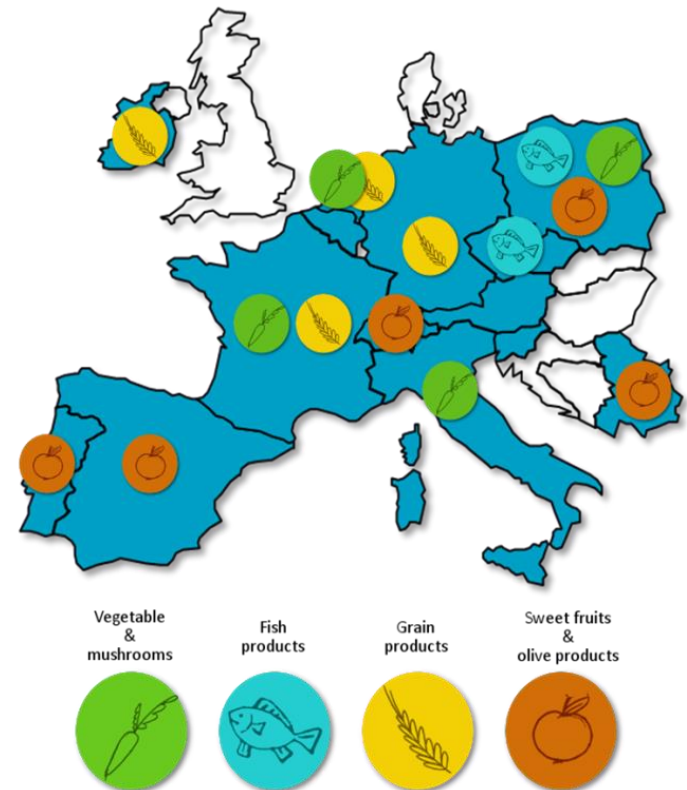 Vegetable
&
mushrooms
Fish
products
Grain
products
Sweet fruits
&
olive products